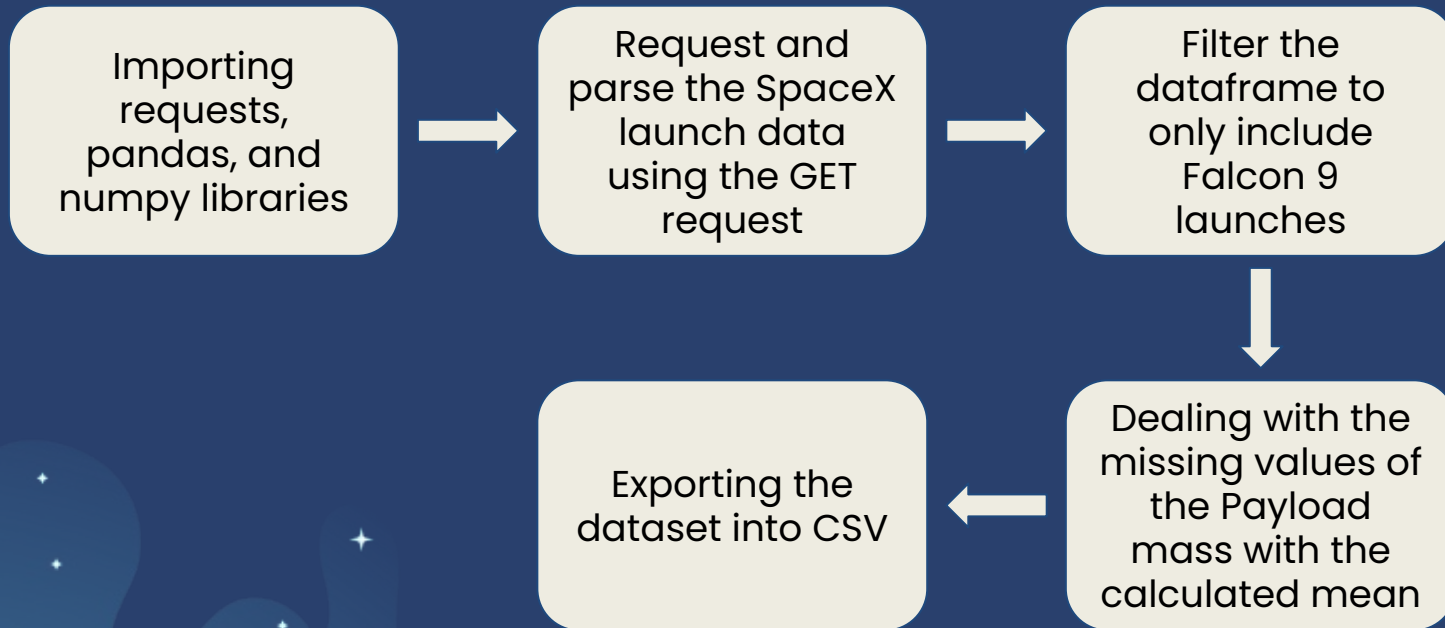 Importing
requests,
pandas, and
numpy libraries
Request and
parse the SpaceX
launch data
using the GET
request
Filter the
dataframe to
only include
Falcon 9
launches
Dealing with the
missing values of
the Payload
mass with the
calculated mean
Exporting the
dataset into CSV